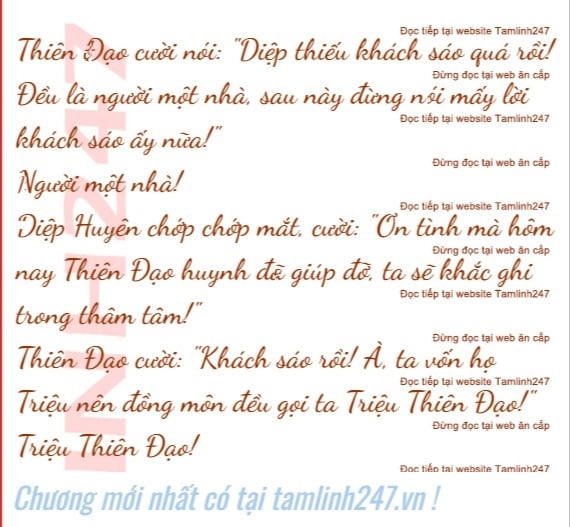 Đọc tiếp tại website Tamlinh247
Thiên Đạo cười nói: "Diệp thiếu khách sáo quá rồi!
Đừng đọc tại web ăn cắp
Đều là người một nhà, sau này đừng nói mấy lời
Đọc tiếp tại website Tamlinh247
khách sáo ấy nữa!"
Đừng đọc tại web ăn cắp
Người một nhà!
Đọc tiếp tại website Tamlinh247
Diệp Huyên chớp chớp mắt, cười: "Ơn tình mà hôm
Đừng đọc tại web ăn cắp
nay Thiên Đạo huynh đã giúp đỡ, ta sẽ khắc ghi
Đọc tiếp tại website Tamlinh247
trong thâm tâm!"
Đừng đọc tại web ăn cắp
Thiên Đạo cười: "Khách sáo rồi! À, ta vốn họ
Đọc tiếp tại website Tamlinh247
Triệu nên đồng môn đều gọi ta Triệu Thiên Đạo!"
Đừng đọc tại web ăn cắp
Triệu Thiên Đạo!
Đọc tiếp tại website Tamlinh247
INH247
Chương mới nhất có tại tamlinh247.vn !